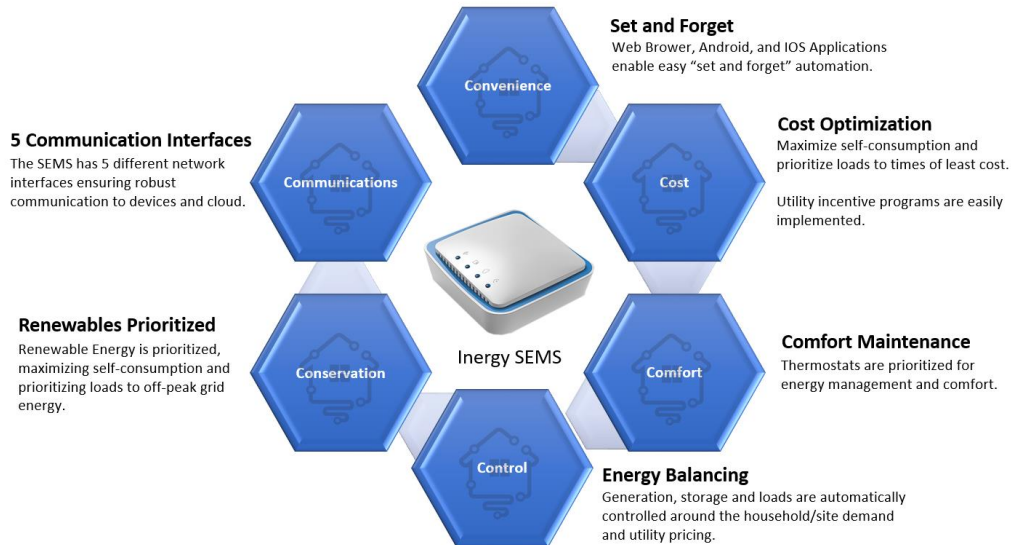 Convenience
Set and Forget
Web Brower, Android, and IOS Applications
enable easy “set and forget” automation.
Cost
Cost Optimization
Maximize self-consumption and
prioritize loads to times of least cost.
Utility incentive programs are easily
implemented.
Comfort
Comfort Maintenance
Thermostats are prioritized for
energy management and comfort.
Control
Energy Balancing
Generation, storage and loads are automatically
controlled around the household/site demand
and utility pricing.
Conservation
Renewables Prioritized
Renewable Energy is prioritized,
maximizing self-consumption and
prioritizing loads to off-peak grid
energy.
Communications
5 Communication Interfaces
The SEMS has 5 different network
interfaces ensuring robust
communication to devices and cloud.
Inergy SEMS